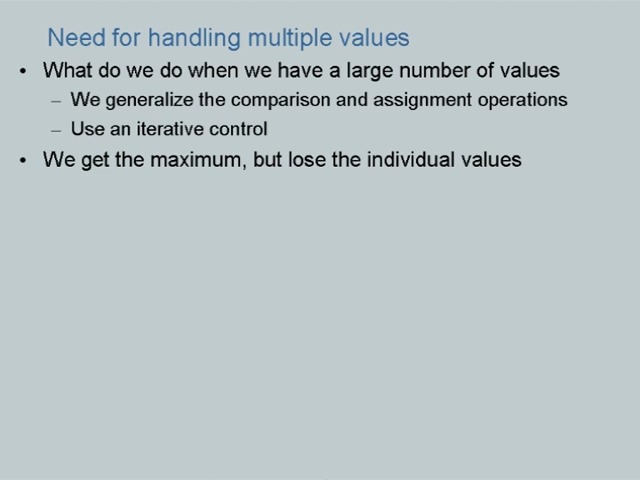 Need for handling multiple values
• What do we do when we have a large number of values
– We generalize the comparison and assignment operations
– Use an iterative control
• We get the maximum, but lose the individual values